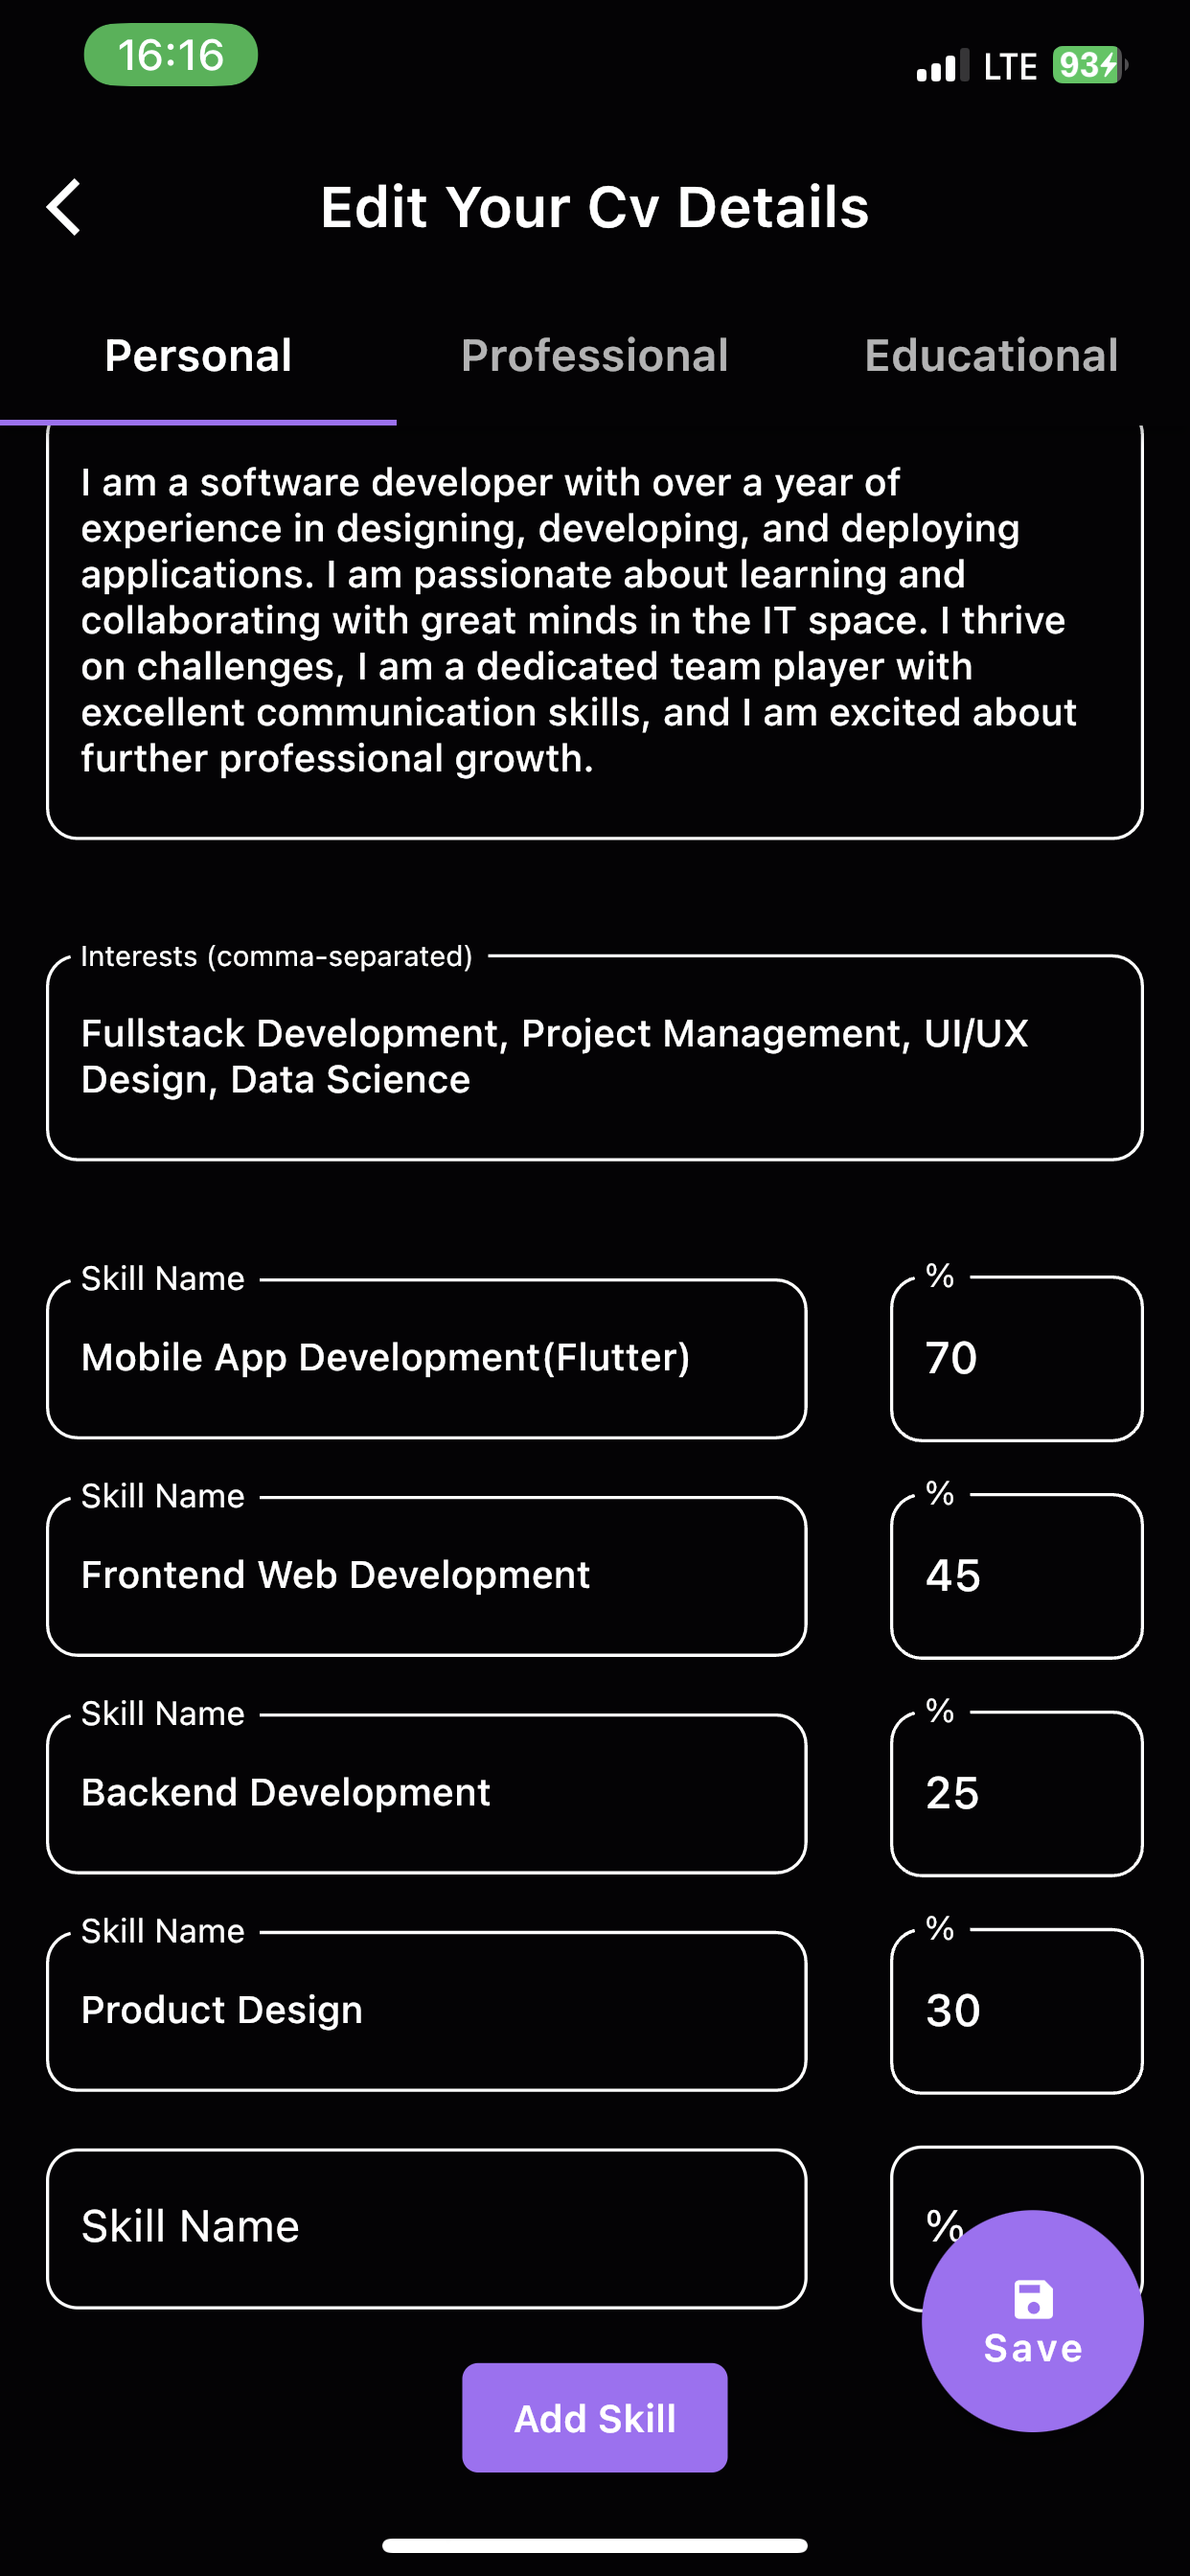 16:16
LTE 93
Edit Your Cv Details
Personal Professional Educational
I am a software developer with over a year of
experience in designing, developing, and deploying
applications. I am passionate about learning and
collaborating with great minds in the IT space. I thrive
on challenges, I am a dedicated team player with
excellent communication skills, and I am excited about
further professional growth.
Interests (comma-separated)
Fullstack Development, Project Management, UI/UX
Design, Data Science
Skill Name %
Mobile App Development(Flutter) 70
Skill Name %
Frontend Web Development 45
Skill Name %
Backend Development 25
Skill Name %
Product Design 30
Skill Name %
Save
Add Skill